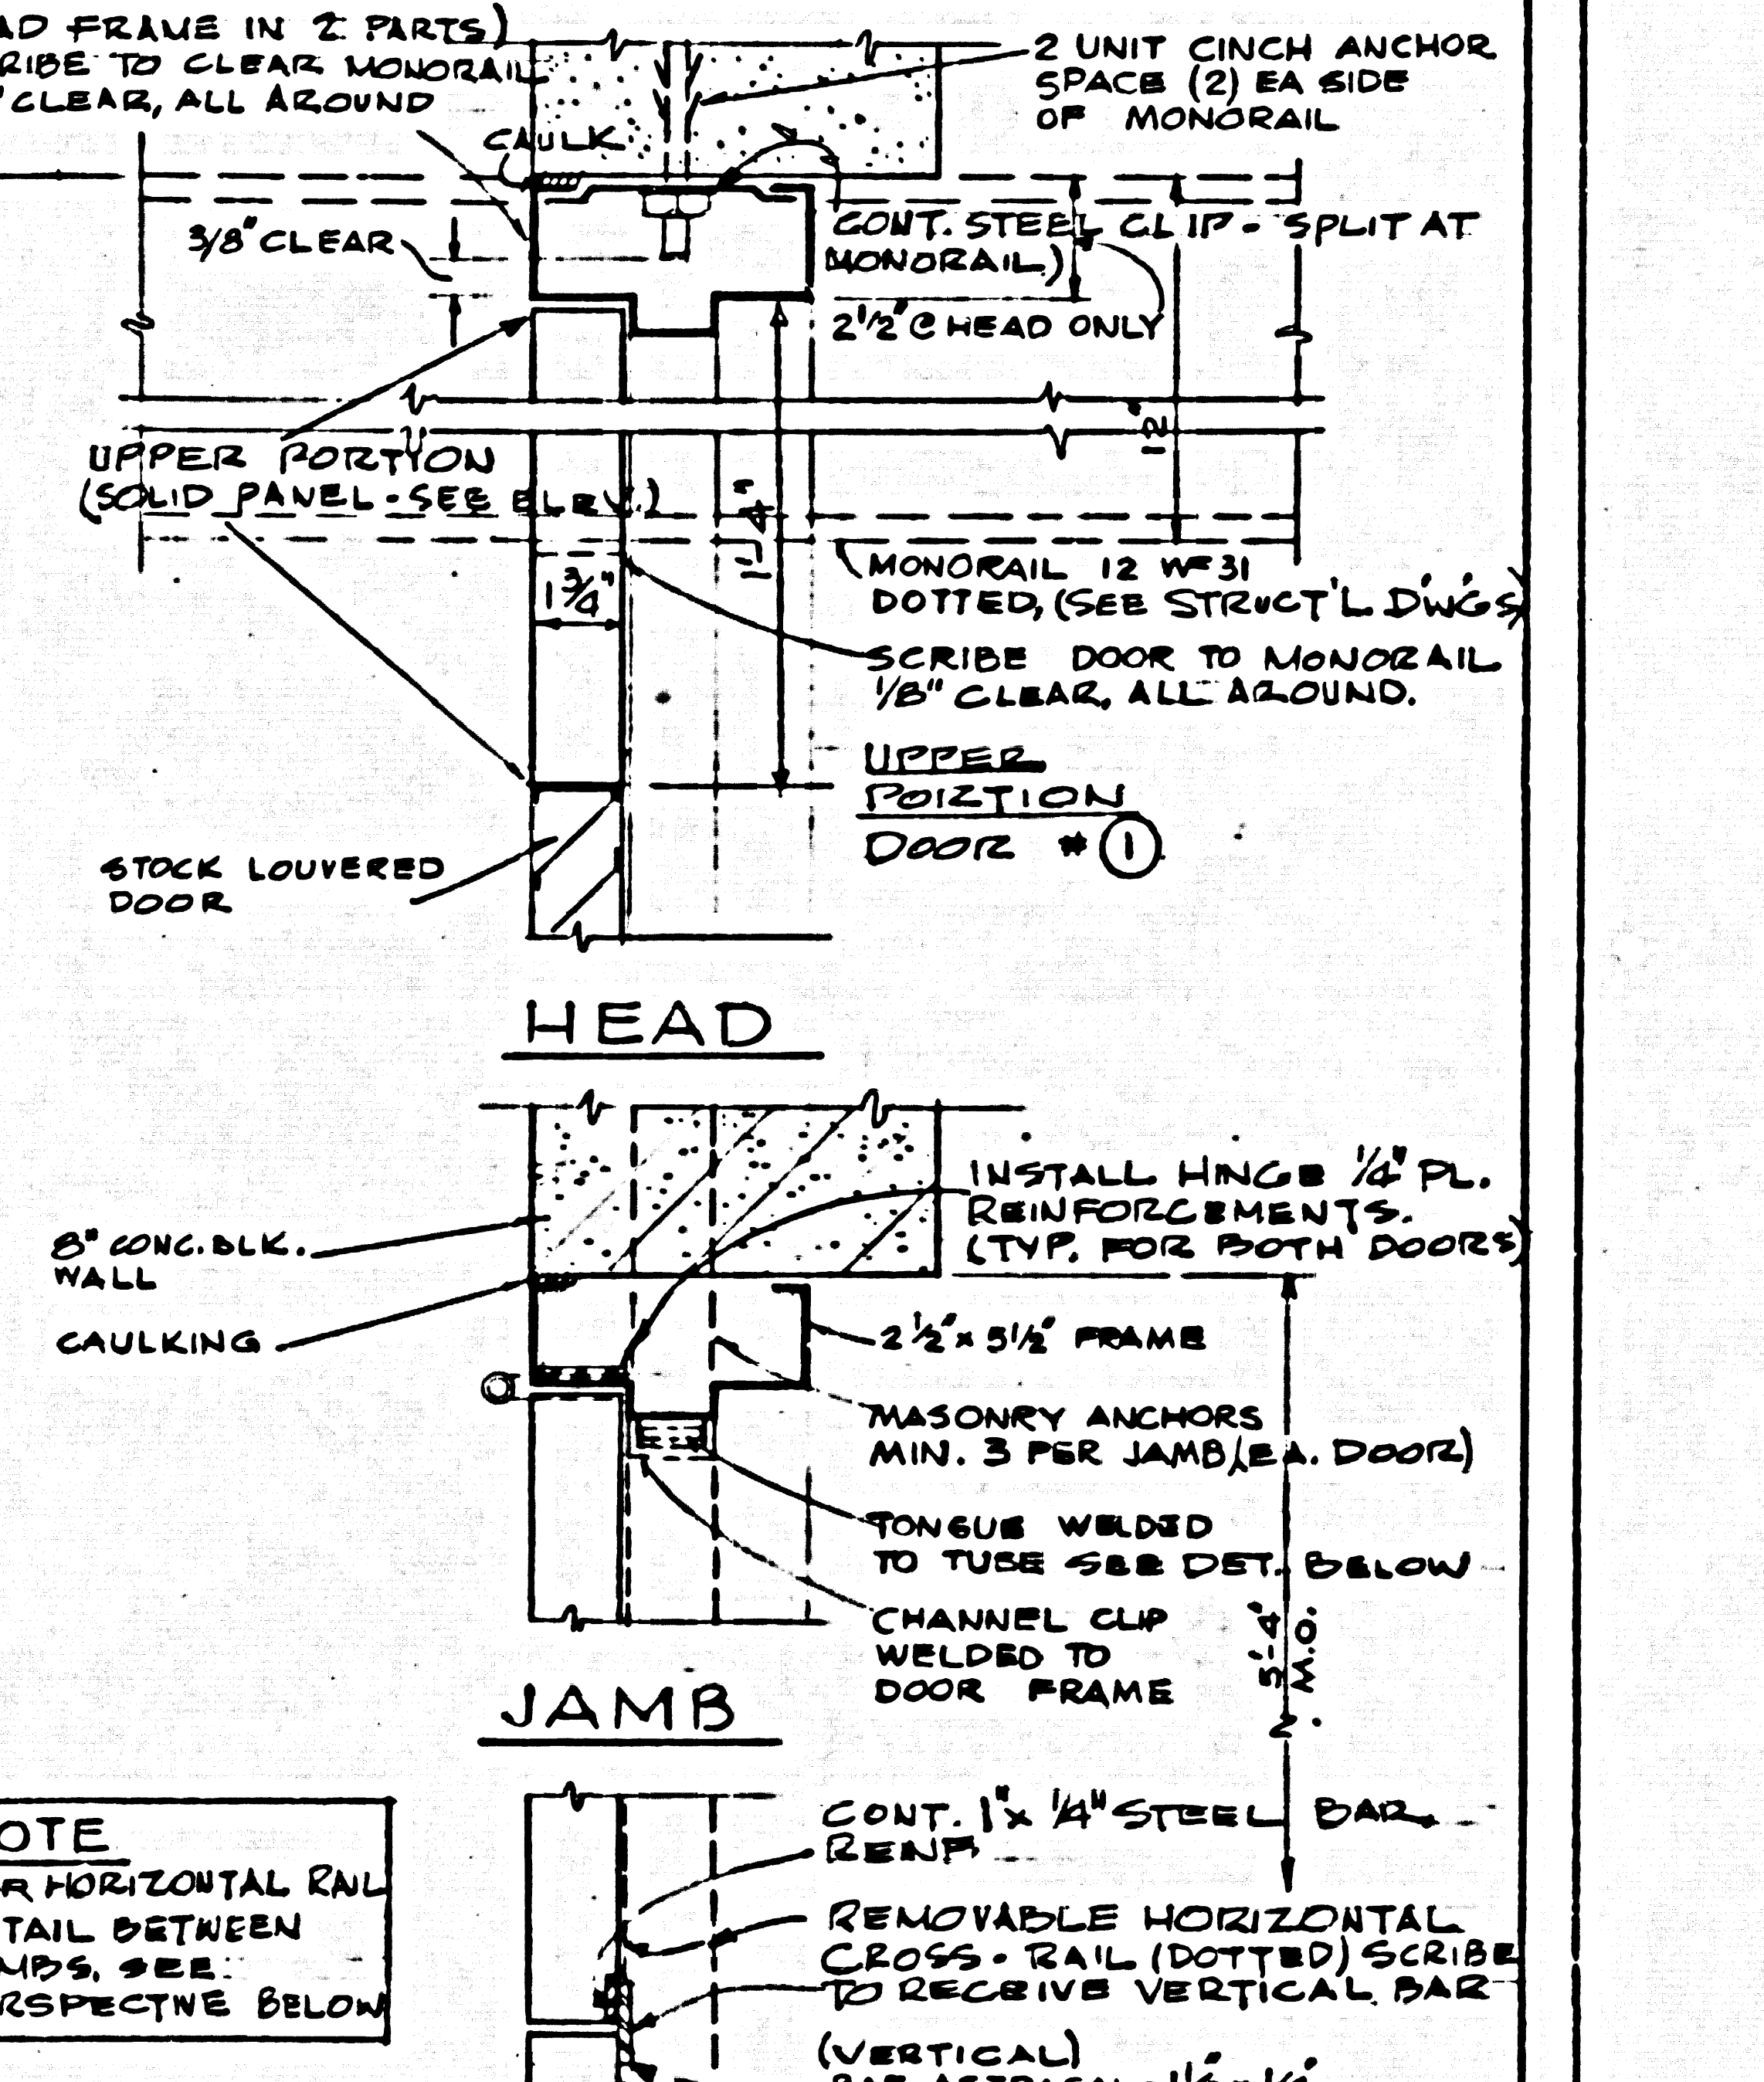 AD FRAME IN 2 PARTS)
RIBE TO CLEAR MONORAIL
" CLEAR, ALL AROUND
2 UNIT CINCH ANCHOR
SPACE (2) EA SIDE
OF MONORAIL
CAULK
3/8" CLEAR
CONT. STEEL CLIP - SPLIT AT
MONORAIL)
2 1/2" @ HEAD ONLY
12"
UPPER PORTION
(SOLID PANEL - SEE ELEV.)
1 3/4"
MONORAIL 12 WF 31
DOTTED, (SEE STRUCT'L DW'G'S)
SCRIBE DOOR TO MONORAIL
1/8" CLEAR, ALL AROUND.
UPPER
PORTION
DOOR # 1
STOCK LOUVERED
DOOR
HEAD
INSTALL HINGE 1/4" PL.
REINFORCEMENTS.
(TYP. FOR BOTH DOORS)
8" CONC. BLK.
WALL
CAULKING
2 1/2" x 5 1/2" FRAME
MASONRY ANCHORS
MIN. 3 PER JAMB (EA. DOOR)
TONGUE WELDED
TO TUBE SEE DET. BELOW
CHANNEL CLIP
WELDED TO
DOOR FRAME
5'-4"
M.O.
JAMB
CONT. 1" x 1/4" STEEL BAR
REINF.
REMOVABLE HORIZONTAL
CROSS - RAIL (DOTTED) SCRIBE
TO RECEIVE VERTICAL BAR
(VERTICAL)
OTE
R HORIZONTAL RAIL
TAIL BETWEEN
MBS, SEE
RSPECTIVE BELOW